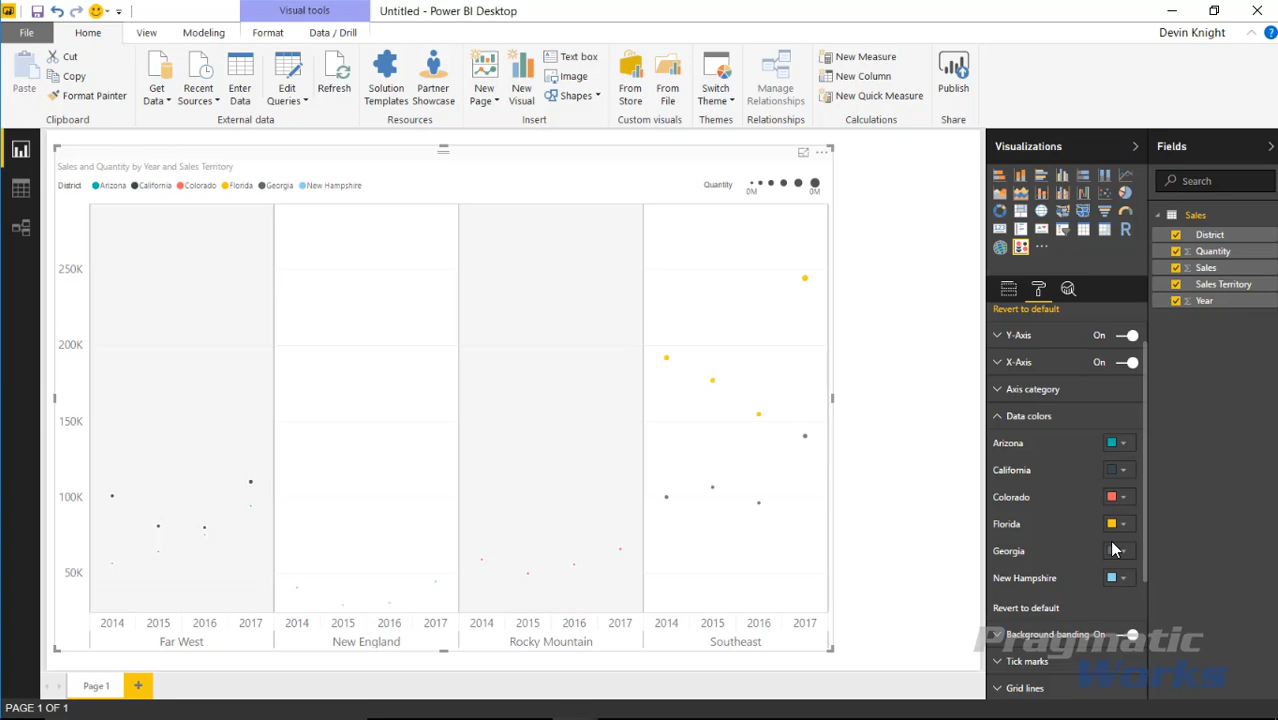 Visual tools
Untitled - Power BI Desktop
File Home View Modeling Format Data / Drill Devin Knight
Paste
Cut
Copy
Format Painter
Clipboard
Get Data
Recent Sources
Enter Data
Edit Queries
Refresh
External data
Solution Templates
Partner Showcase
Resources
New Page
New Visual
Text box
Image
Shapes
Insert
From Store
From File
Custom visuals
Switch Theme
Themes
Manage Relationships
Relationships
New Measure
New Column
New Quick Measure
Calculations
Publish
Share
Sales and Quantity by Year and Sales Territory
District Arizona California Colorado Florida Georgia New Hampshire
Quantity 0M 0M
250K
200K
150K
100K
50K
2014 2015 2016 2017 2014 2015 2016 2017 2014 2015 2016 2017 2014 2015 2016 2017
Far West New England Rocky Mountain Southeast
Visualizations
R
Revert to default
Y-Axis On
X-Axis On
Axis category
Data colors
Arizona
California
Colorado
Florida
Georgia
New Hampshire
Revert to default
Background banding On
Tick marks
Grid lines
Fields
Search
Sales
District
Quantity
Sales
Sales Territory
Year
Pragmatic
Works
Page 1
PAGE 1 OF 1